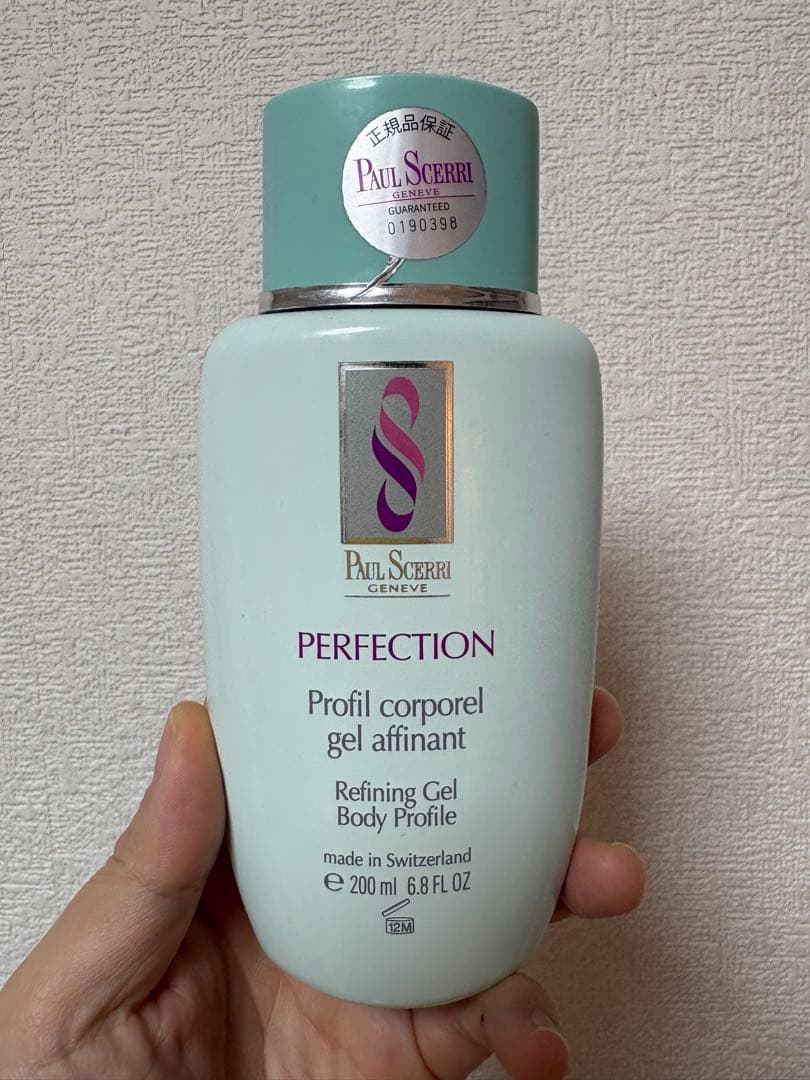 正規品保証
PAUL SCERRI
GENEVE
GUARANTEED
0190398
PAUL SCERRI
GENEVE
PERFECTION
Profil corporel
gel affinant
Refining Gel
Body Profile
made in Switzerland
℮ 200 ml 6.8 FL OZ
12M